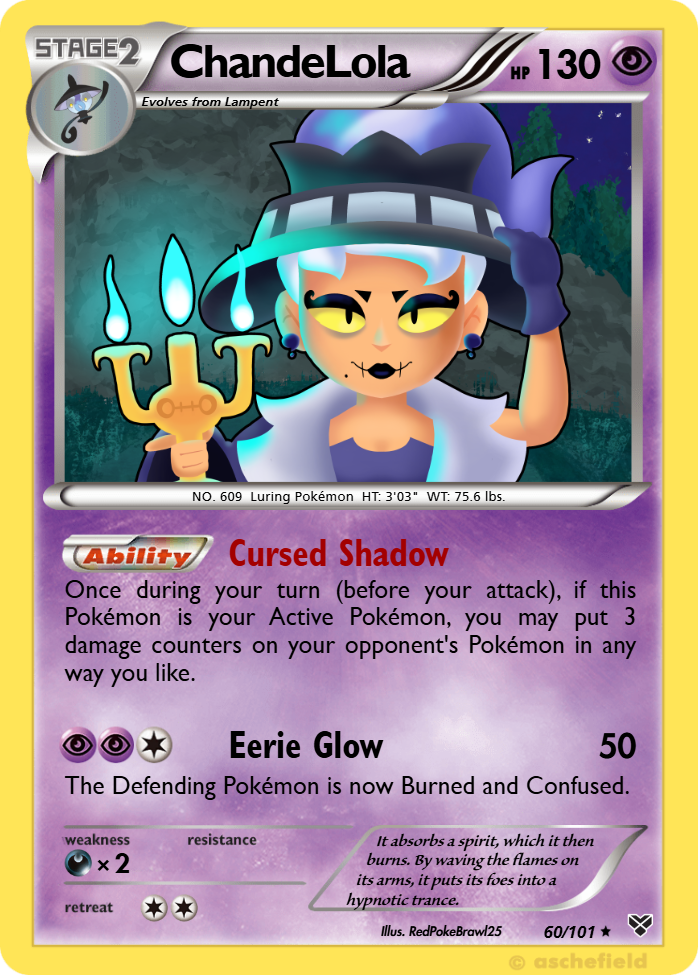 STAGE2
ChandeLola
HP 130
Evolves from Lampent
NO. 609 Luring Pokémon HT: 3'03" WT: 75.6 lbs.
Ability Cursed Shadow
Once during your turn (before your attack), if this
Pokémon is your Active Pokémon, you may put 3
damage counters on your opponent's Pokémon in any
way you like.
Eerie Glow 50
The Defending Pokémon is now Burned and Confused.
weakness resistance
×2
It absorbs a spirit, which it then
burns. By waving the flames on
its arms, it puts its foes into a
hypnotic trance.
retreat
Illus. RedPokeBrawl25 60/101 ★
© aschefield